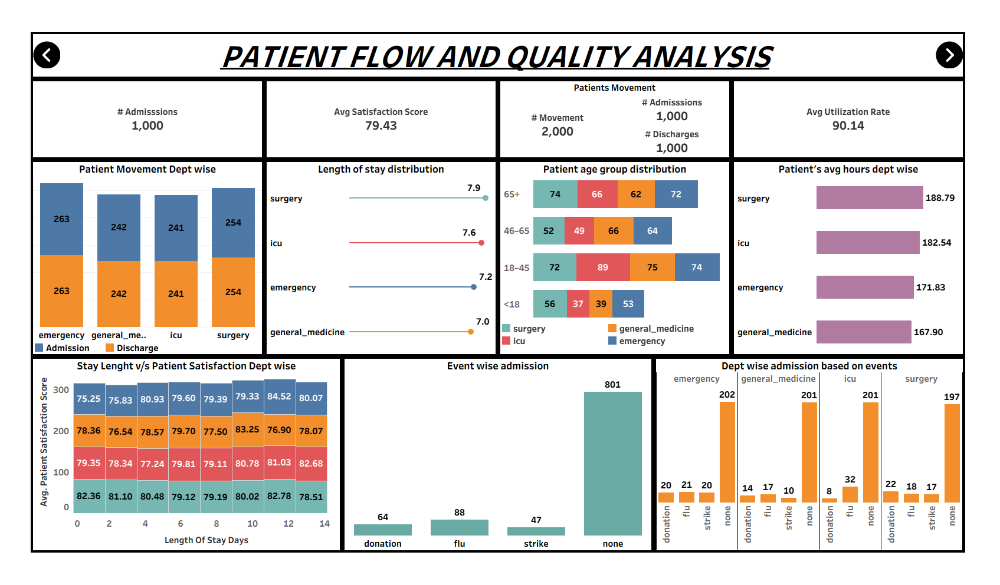 PATIENT FLOW AND QUALITY ANALYSIS
# Admisssions
1,000
Avg Satisfaction Score
79.43
Patients Movement
# Movement
2,000
# Admisssions
1,000
# Discharges
1,000
Avg Utilization Rate
90.14
Patient Movement Dept wise
263 242 241 254
263 242 241 254
emergency general_me.. icu surgery
Admission Discharge
Length of stay distribution
surgery 7.9
icu 7.6
emergency 7.2
general_medicine 7.0
Patient age group distribution
65+ 74 66 62 72
46–65 52 49 66 64
18–45 72 89 75 74
<18 56 37 39 53
surgery general_medicine
icu emergency
Patient’s avg hours dept wise
surgery 188.79
icu 182.54
emergency 171.83
general_medicine 167.90
Stay Lenght v/s Patient Satisfaction Dept wise
Avg. Patient Satisfaction Score
300
200
100
0
75.25 75.83 80.93 79.60 79.39 79.33 84.52 80.07
78.36 76.54 78.57 79.70 77.50 83.25 76.90 78.07
79.35 78.34 77.24 79.81 79.11 80.78 81.03 82.68
82.36 81.10 80.48 79.12 79.19 80.02 82.78 78.51
0 2 4 6 8 10 12 14
Length Of Stay Days
Event wise admission
64 88 47 801
donation flu strike none
Dept wise admission based on events
emergency general_medicine icu surgery
20 21 20 202 14 17 10 201 8 32 201 22 18 17 197
donation flu strike none donation flu strike none donation flu none donation flu strike none